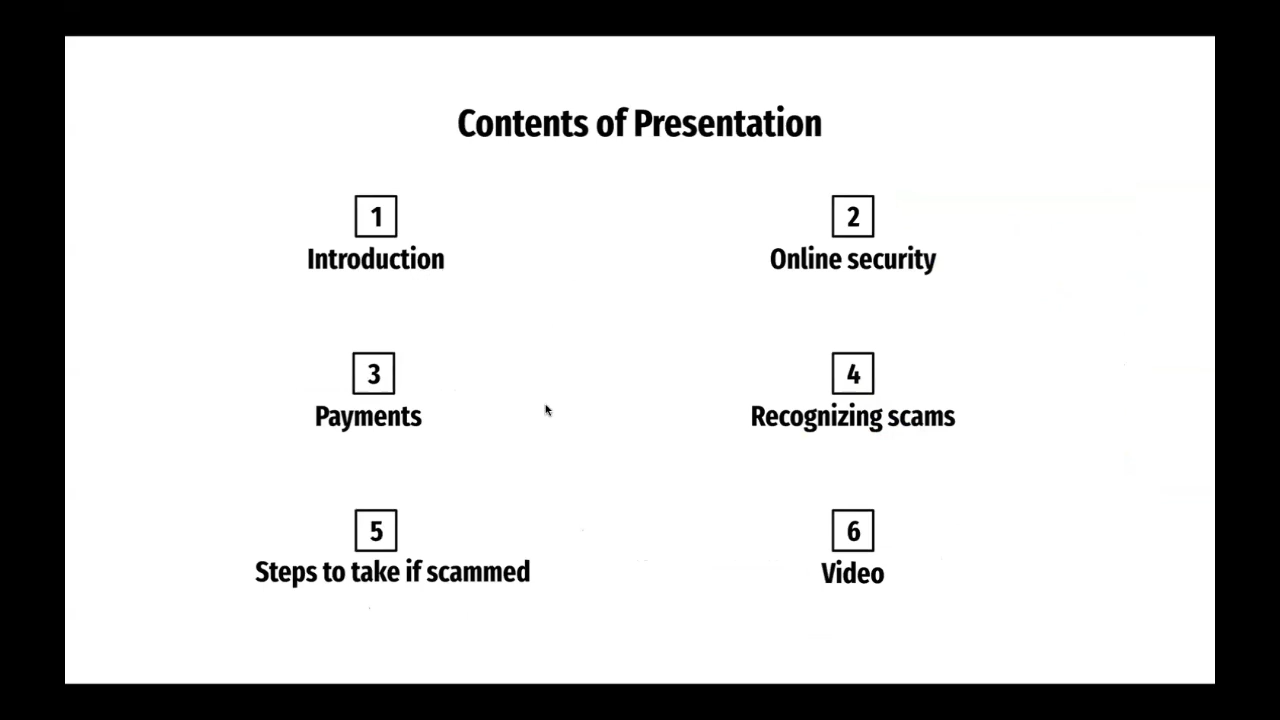 Contents of Presentation
1
Introduction
2
Online security
3
Payments
4
Recognizing scams
5
Steps to take if scammed
6
Video